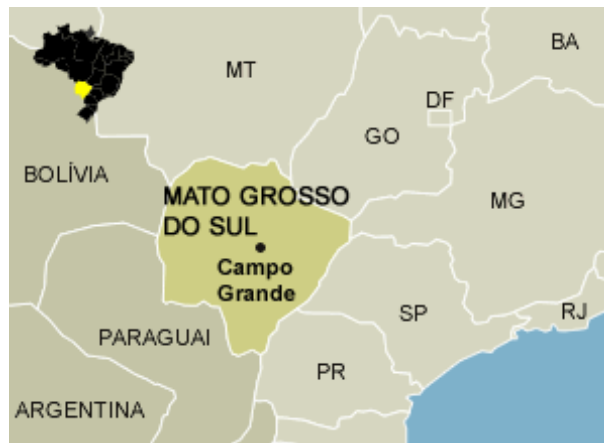 BA
MT
DF
GO
BOLÍVIA
MATO GROSSO
DO SUL
MG
Campo
Grande
SP
RJ
PARAGUAI
PR
ARGENTINA